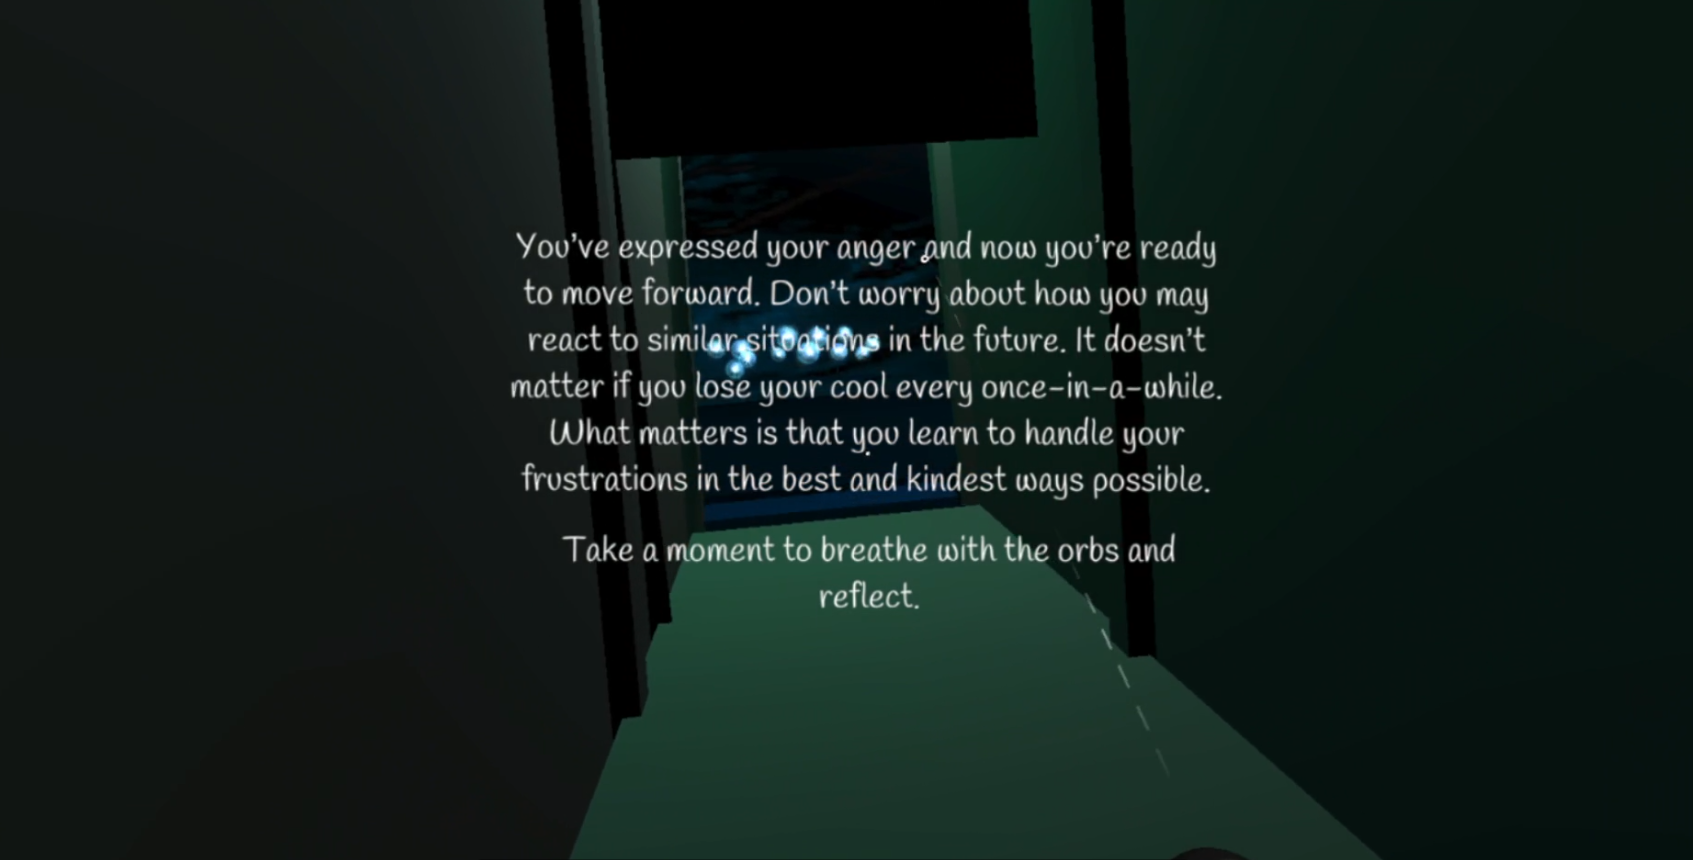 You've expressed your anger and now you're ready
to move forward. Don't worry about how you may
react to similar situations in the future. It doesn't
matter if you lose your cool every once-in-a-while.
What matters is that you learn to handle your
frustrations in the best and kindest ways possible.
Take a moment to breathe with the orbs and
reflect.